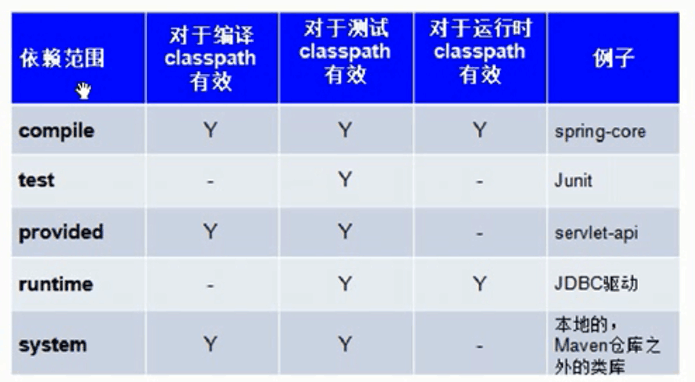 依赖范围
对于编译
classpath
有效
对于测试
classpath
有效
对于运行时
classpath
有效
例子
compile Y Y Y spring-core
test - Y - Junit
provided Y Y - servlet-api
runtime - Y Y JDBC驱动
system Y Y - 本地的，
Maven仓库之
外的类库